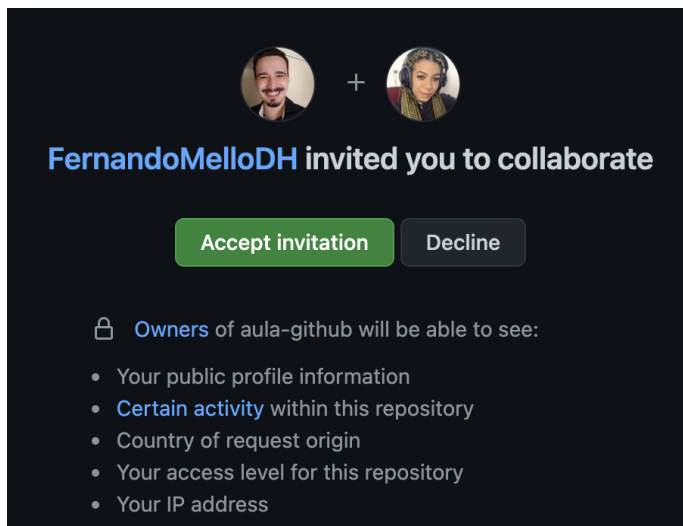 FernandoMelloDH invited you to collaborate
Accept invitation
Decline
Owners of aula-github will be able to see:
Your public profile information
Certain activity within this repository
Country of request origin
Your access level for this repository
Your IP address